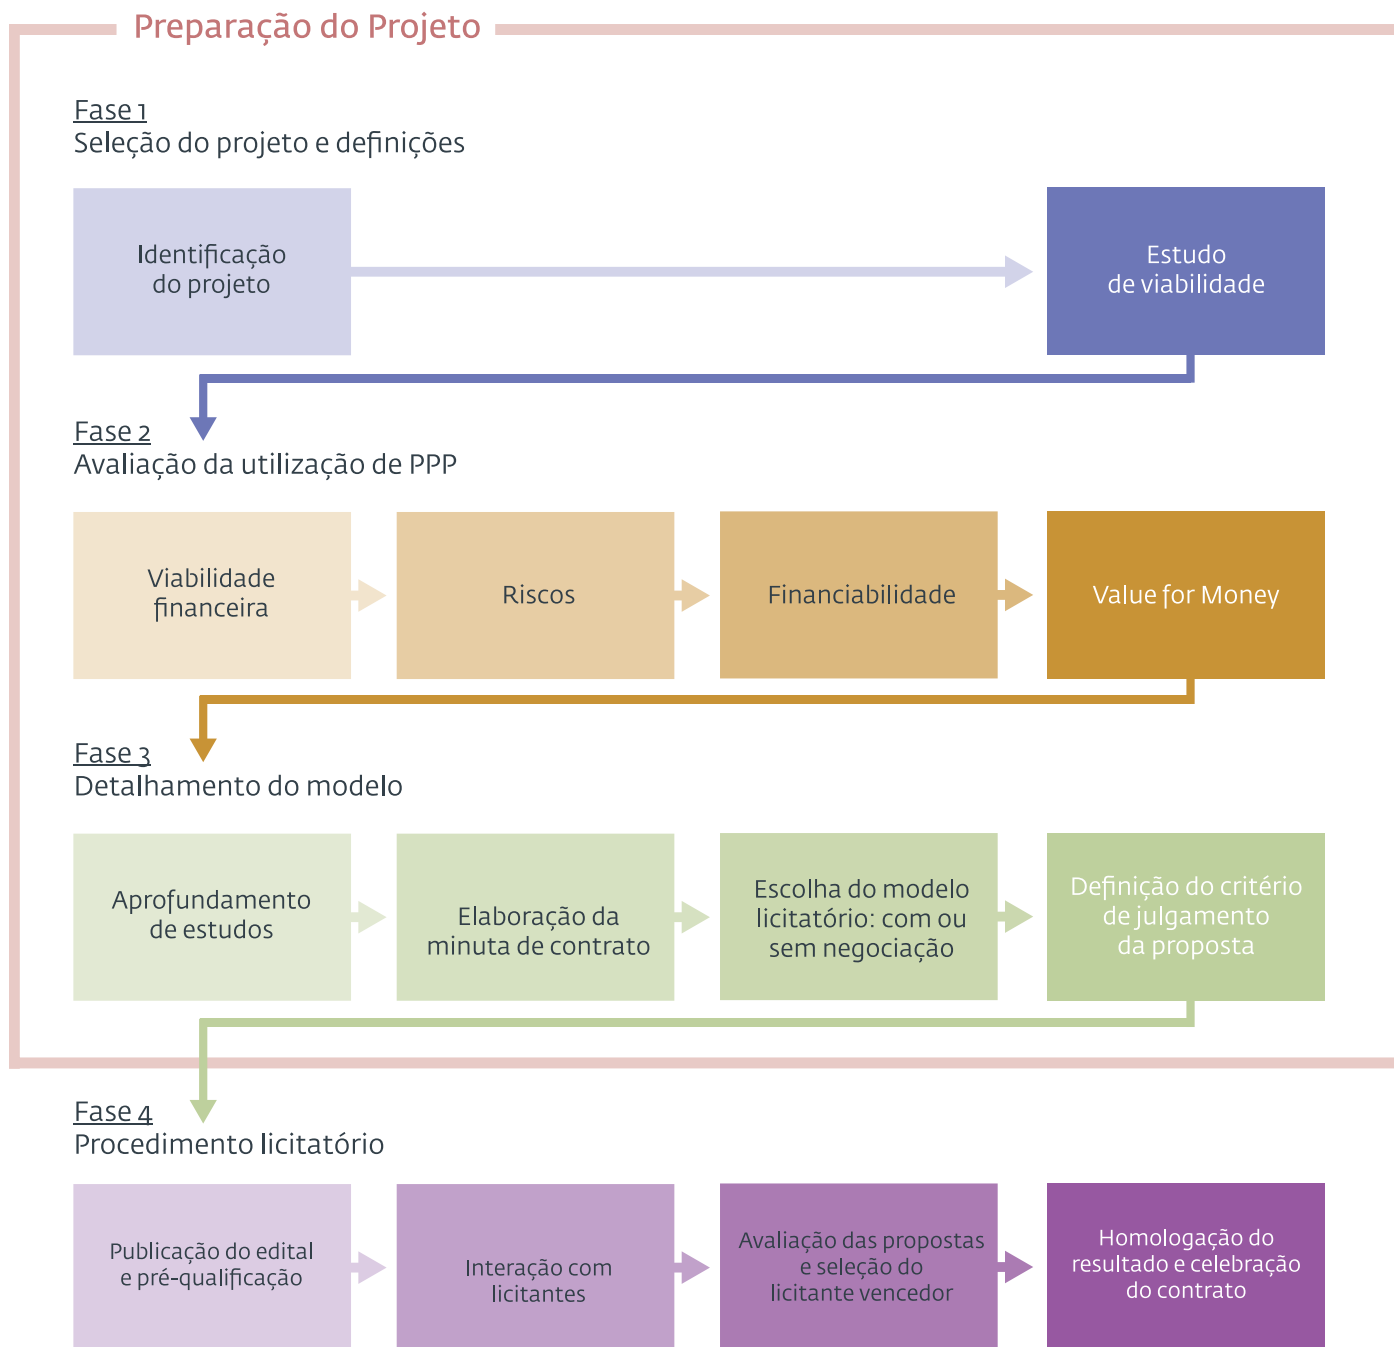 Preparação do Projeto
Fase 1
Seleção do projeto e definições
Identificação
do projeto
Estudo
de viabilidade
Fase 2
Avaliação da utilização de PPP
Viabilidade
financeira
Riscos
Financiabilidade
Value for Money
Fase 3
Detalhamento do modelo
Aprofundamento
de estudos
Elaboração da
minuta de contrato
Escolha do modelo
licitatório: com ou
sem negociação
Definição do critério
de julgamento
da proposta
Fase 4
Procedimento licitatório
Publicação do edital
e pré-qualificação
Interação com
licitantes
Avaliação das propostas
e seleção do
licitante vencedor
Homologação do
resultado e celebração
do contrato